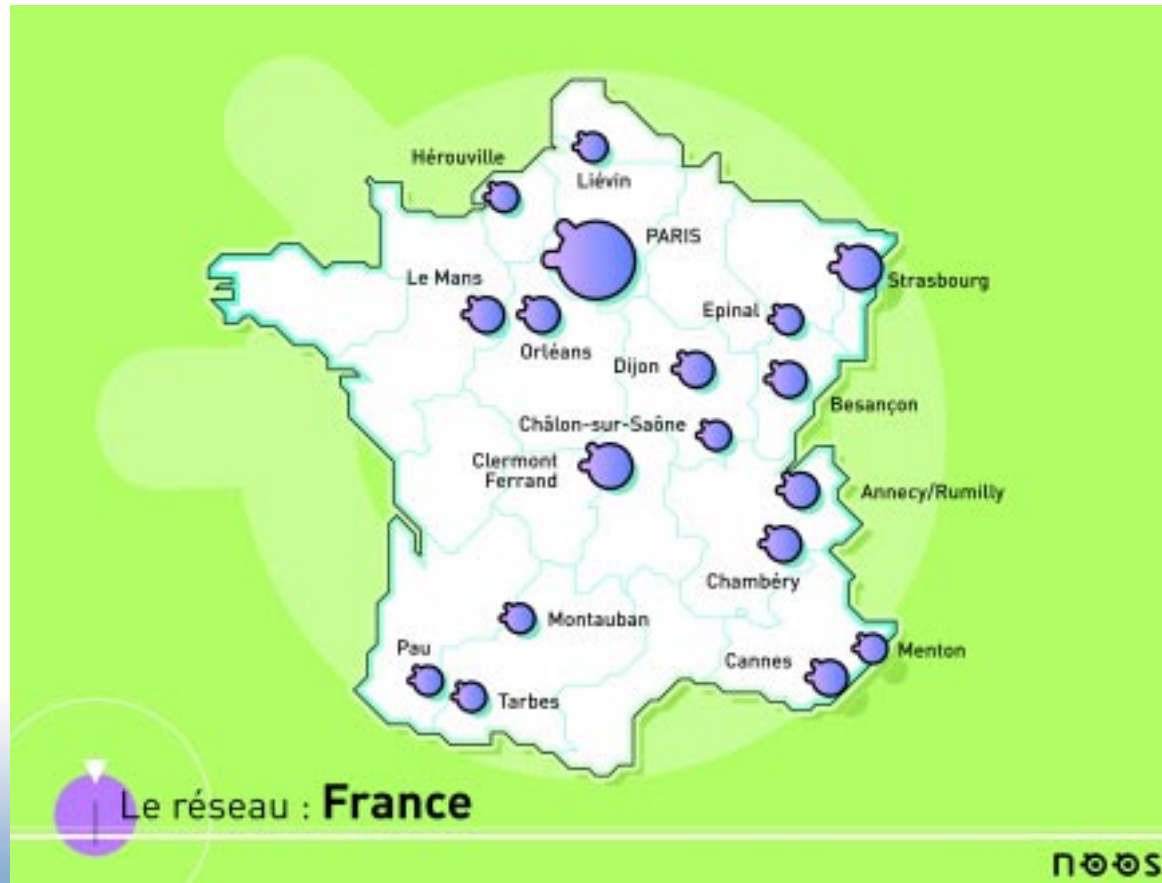 Hérouville
Liévin
PARIS
Le Mans
Strasbourg
Epinal
Orléans
Dijon
Besançon
Châlon-sur-Saône
Clermont
Ferrand
Annecy/Rumilly
Chambéry
Montauban
Pau
Cannes
Menton
Tarbes
Le réseau : France
noos